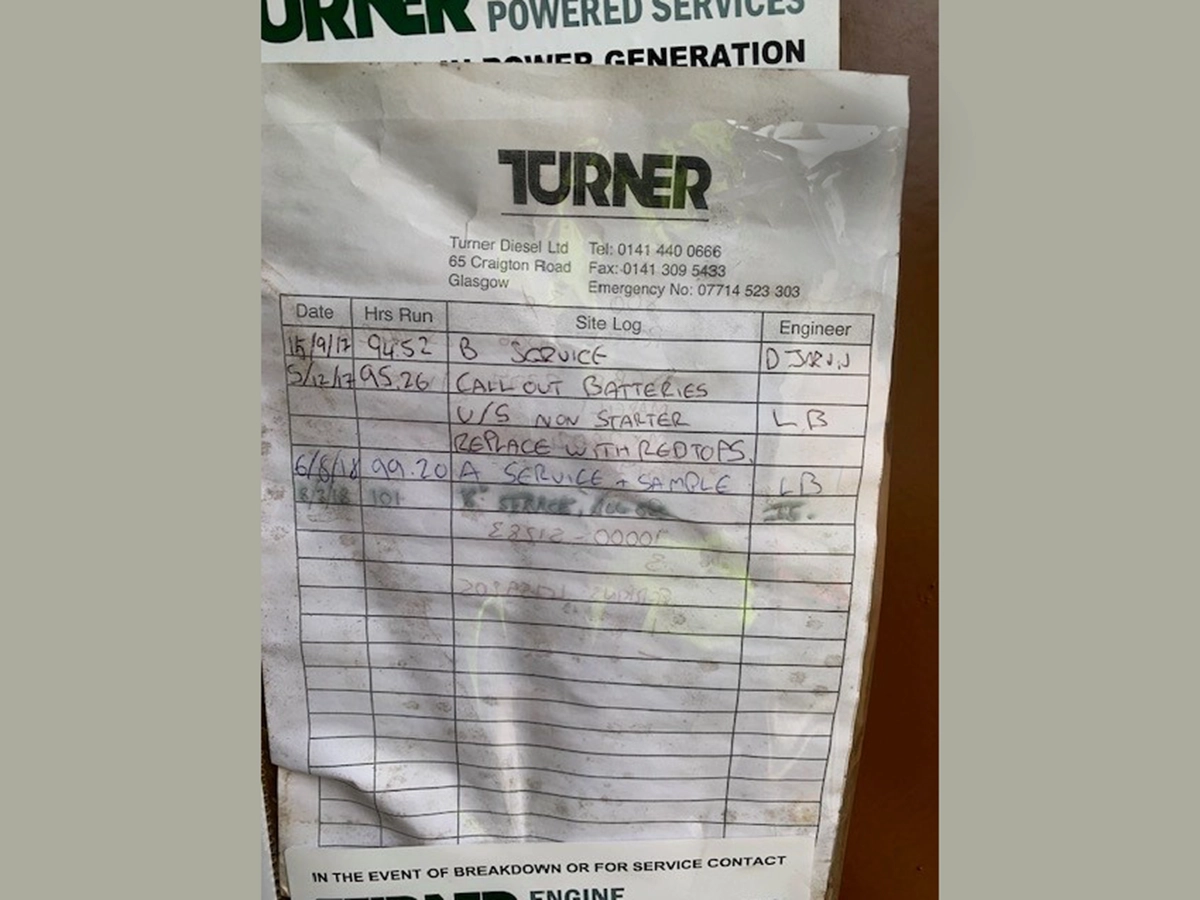 TURNER POWERED SERVICES
POWER GENERATION
TURNER
Turner Diesel Ltd Tel: 0141 440 0666
65 Craigton Road Fax: 0141 309 5433
Glasgow Emergency No: 07714 523 303
Date Hrs Run Site Log Engineer
15/9/17 94.52 B SERVICE D
5/12/17 95.26 CALL OUT BATTERIES
U/S NON STARTER LB
REPLACE WITH REDTOPS.
6/6/18 99.20 A SERVICE + SAMPLE LB
101
IN THE EVENT OF BREAKDOWN OR FOR SERVICE CONTACT
TURNER ENGINE